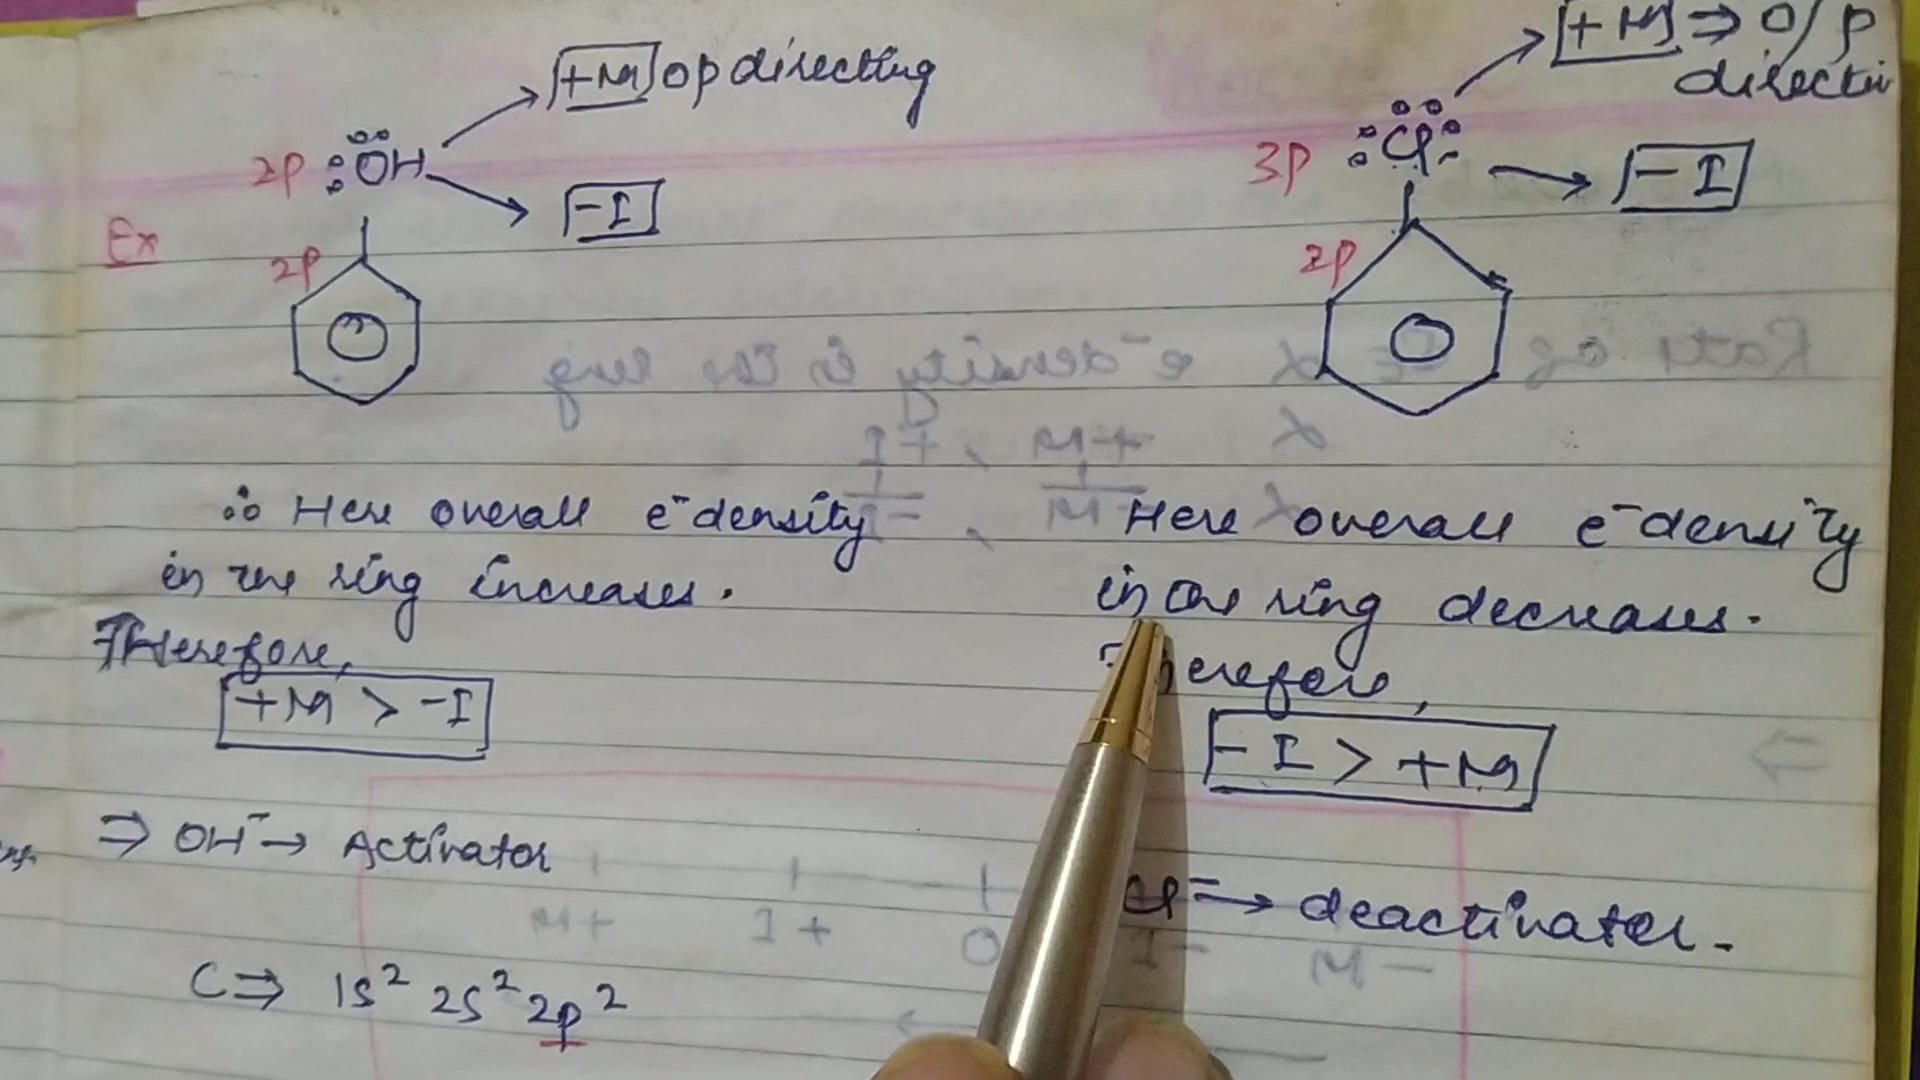 +M op directing
2p :ÖH
-I
Ex
2p
∴ Here overall e⁻density
in the ring increases.
Therefore,
+M > -I
⇒ OH⁻ → Activator
C ⇒ 1s² 2s² 2p²
+M ⇒ O/P
directi
3p Cl
-I
2p
Here overall e⁻density
in the ring decreases.
Therefore,
-I > +M
Cl⁻ → deactivator.